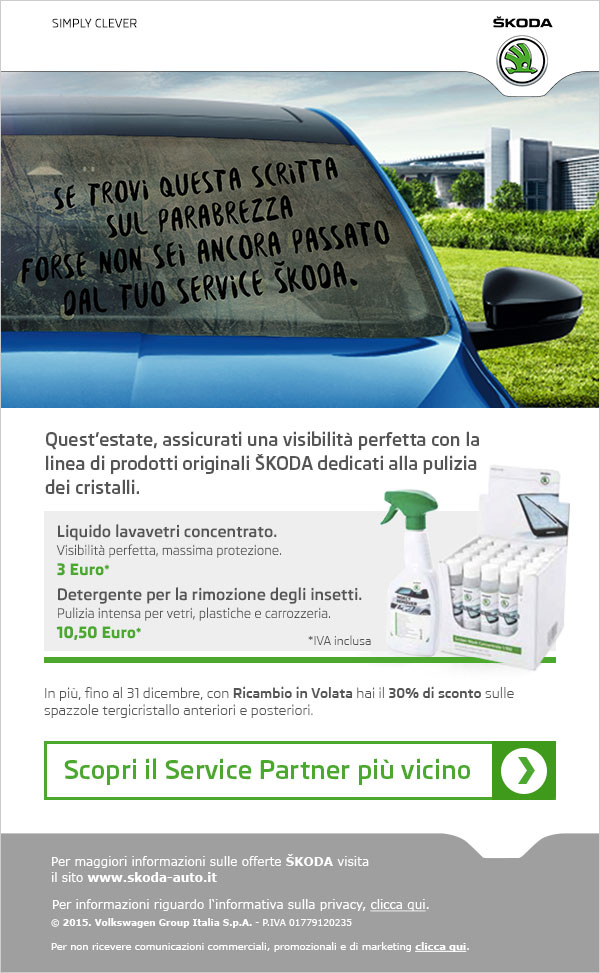 SIMPLY CLEVER
ŠKODA
SE TROVI QUESTA SCRITTA
SUL PARABREZZA
FORSE NON SEI ANCORA PASSATO
DAL TUO SERVICE ŠKODA.
Quest'estate, assicurati una visibilità perfetta con la
linea di prodotti originali ŠKODA dedicati alla pulizia
dei cristalli.
Liquido lavavetri concentrato.
Visibilità perfetta, massima protezione.
3 Euro*
Detergente per la rimozione degli insetti.
Pulizia intensa per vetri, plastiche e carrozzeria.
10,50 Euro*
*IVA inclusa
In più, fino al 31 dicembre, con Ricambio in Volata hai il 30% di sconto sulle
spazzole tergicristallo anteriori e posteriori.
Scopri il Service Partner più vicino
Per maggiori informazioni sulle offerte ŠKODA visita
il sito www.skoda-auto.it
Per informazioni riguardo l'informativa sulla privacy, clicca qui.
© 2015. Volkswagen Group Italia S.p.A. - P.IVA 01779120235
Per non ricevere comunicazioni commerciali, promozionali e di marketing clicca qui.